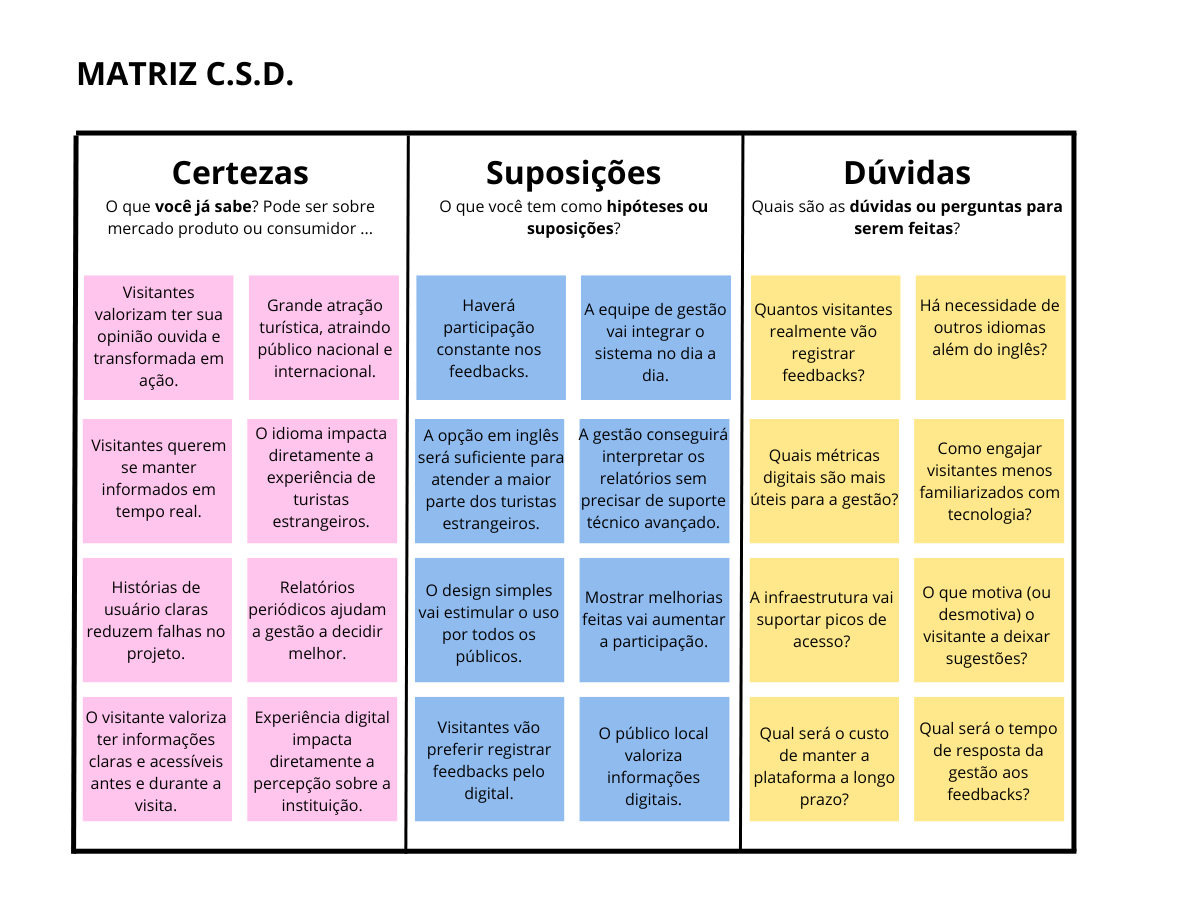 MATRIZ C.S.D.
Certezas
O que você já sabe? Pode ser sobre
mercado produto ou consumidor ...
Visitantes
valorizam ter sua
opinião ouvida e
transformada em
ação.
Grande atração
turística, atraindo
público nacional e
internacional.
Visitantes querem
se manter
informados em
tempo real.
O idioma impacta
diretamente a
experiência de
turistas
estrangeiros.
Histórias de
usuário claras
reduzem falhas no
projeto.
Relatórios
periódicos ajudam
a gestão a decidir
melhor.
O visitante valoriza
ter informações
claras e acessíveis
antes e durante a
visita.
Experiência digital
impacta
diretamente a
percepção sobre a
instituição.
Suposições
O que você tem como hipóteses ou
suposições?
Haverá
participação
constante nos
feedbacks.
A equipe de gestão
vai integrar o
sistema no dia a
dia.
A opção em inglês
será suficiente para
atender a maior
parte dos turistas
estrangeiros.
A gestão conseguirá
interpretar os
relatórios sem
precisar de suporte
técnico avançado.
O design simples
vai estimular o uso
por todos os
públicos.
Mostrar melhorias
feitas vai aumentar
a participação.
Visitantes vão
preferir registrar
feedbacks pelo
digital.
O público local
valoriza
informações
digitais.
Dúvidas
Quais são as dúvidas ou perguntas para
serem feitas?
Quantos visitantes
realmente vão
registrar
feedbacks?
Há necessidade de
outros idiomas
além do inglês?
Quais métricas
digitais são mais
úteis para a gestão?
Como engajar
visitantes menos
familiarizados com
tecnologia?
A infraestrutura vai
suportar picos de
acesso?
O que motiva (ou
desmotiva) o
visitante a deixar
sugestões?
Qual será o custo
de manter a
plataforma a longo
prazo?
Qual será o tempo
de resposta da
gestão aos
feedbacks?